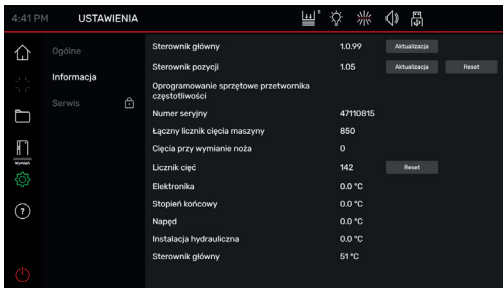 4:41 PM USTAWIENIA
Ogólne
Informacja
Serwis
Wymień
Sterownik główny 1.0.99 Aktualizacja
Sterownik pozycji 1.05 Aktualizacja Reset
Oprogramowanie sprzętowe przetwornika
częstotliwości
Numer seryjny 47110815
Łączny licznik cięcia maszyny 850
Cięcia przy wymianie noża 0
Licznik cięć 142 Reset
Elektronika 0.0 °C
Stopień końcowy 0.0 °C
Napęd 0.0 °C
Instalacja hydrauliczna 0.0 °C
Sterownik główny 51 °C